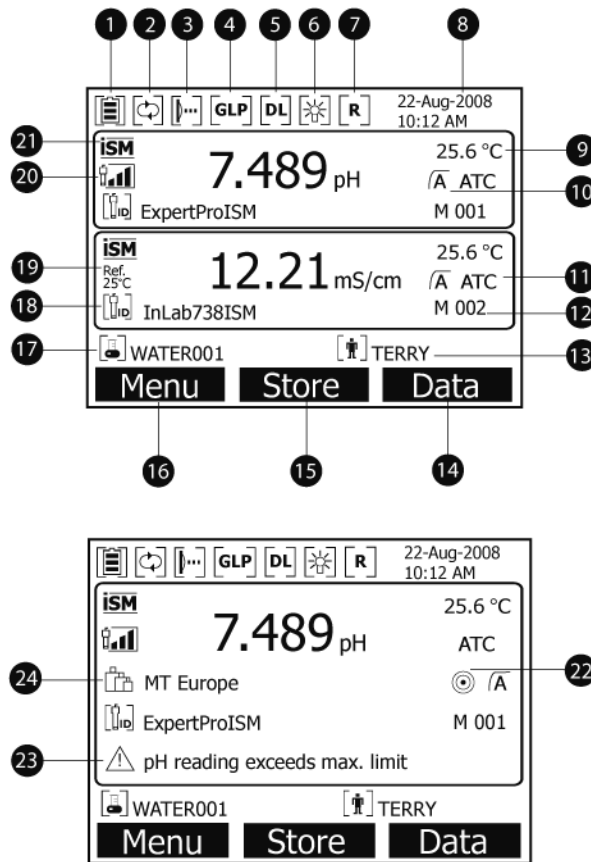 1 2 3 4 5 6 7 8
GLP DL R 22-Aug-2008
10:12 AM
21 iSM 7.489 pH 25.6 °C 9
20 A ATC 10
ID ExpertProISM M 001
iSM 12.21 mS/cm 25.6 °C
19 Ref.
25°C A ATC 11
18 ID InLab738ISM M 002 12
17 WATER001 TERRY 13
Menu Store Data
16 15 14
GLP DL R 22-Aug-2008
10:12 AM
iSM 7.489 pH 25.6 °C
ATC
24 MT Europe A 22
ID ExpertProISM M 001
23 pH reading exceeds max. limit
WATER001 TERRY
Menu Store Data